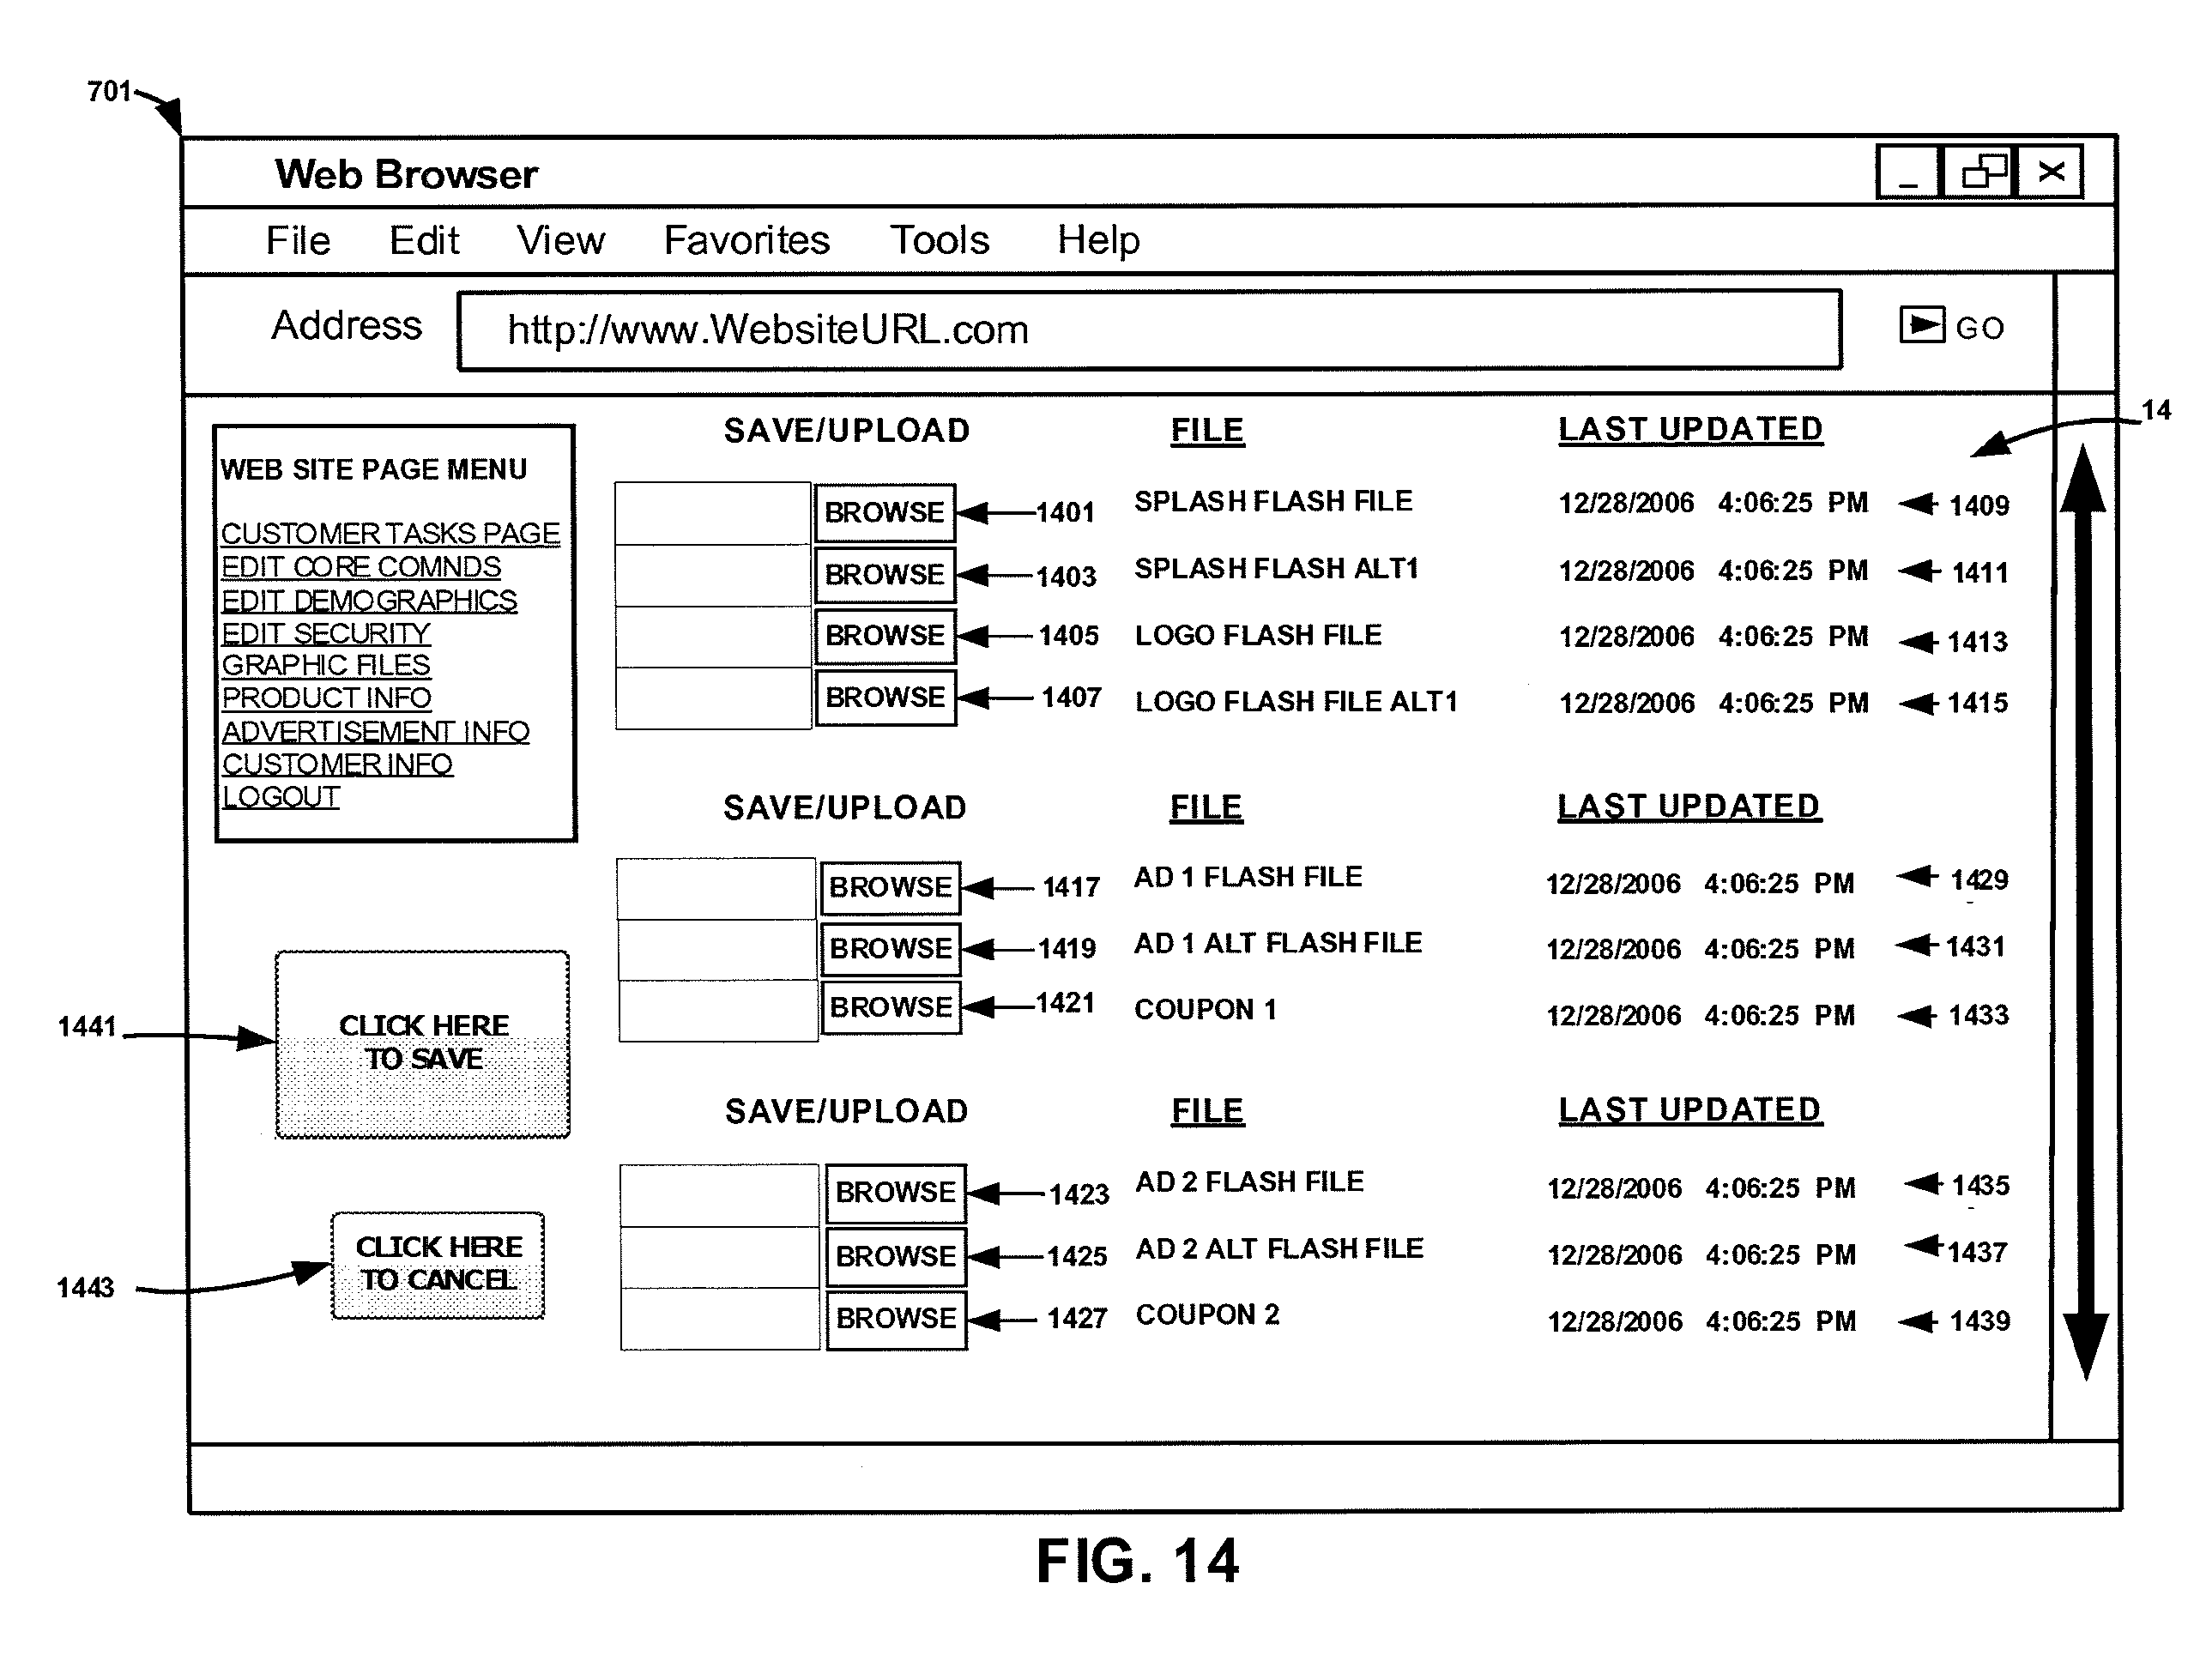 701
Web Browser
_ X
File Edit View Favorites Tools Help
Address http://www.WebsiteURL.com GO
14
WEB SITE PAGE MENU
CUSTOMER TASKS PAGE
EDIT CORE COMNDS
EDIT DEMOGRAPHICS
EDIT SECURITY
GRAPHIC FILES
PRODUCT INFO
ADVERTISEMENT INFO
CUSTOMER INFO
LOGOUT
1441
CLICK HERE
TO SAVE
1443
CLICK HERE
TO CANCEL
SAVE/UPLOAD FILE LAST UPDATED
BROWSE 1401 SPLASH FLASH FILE 12/28/2006 4:06:25 PM 1409
BROWSE 1403 SPLASH FLASH ALT1 12/28/2006 4:06:25 PM 1411
BROWSE 1405 LOGO FLASH FILE 12/28/2006 4:06:25 PM 1413
BROWSE 1407 LOGO FLASH FILE ALT1 12/28/2006 4:06:25 PM 1415
SAVE/UPLOAD FILE LAST UPDATED
BROWSE 1417 AD 1 FLASH FILE 12/28/2006 4:06:25 PM 1429
BROWSE 1419 AD 1 ALT FLASH FILE 12/28/2006 4:06:25 PM 1431
BROWSE 1421 COUPON 1 12/28/2006 4:06:25 PM 1433
SAVE/UPLOAD FILE LAST UPDATED
BROWSE 1423 AD 2 FLASH FILE 12/28/2006 4:06:25 PM 1435
BROWSE 1425 AD 2 ALT FLASH FILE 12/28/2006 4:06:25 PM 1437
BROWSE 1427 COUPON 2 12/28/2006 4:06:25 PM 1439
FIG. 14